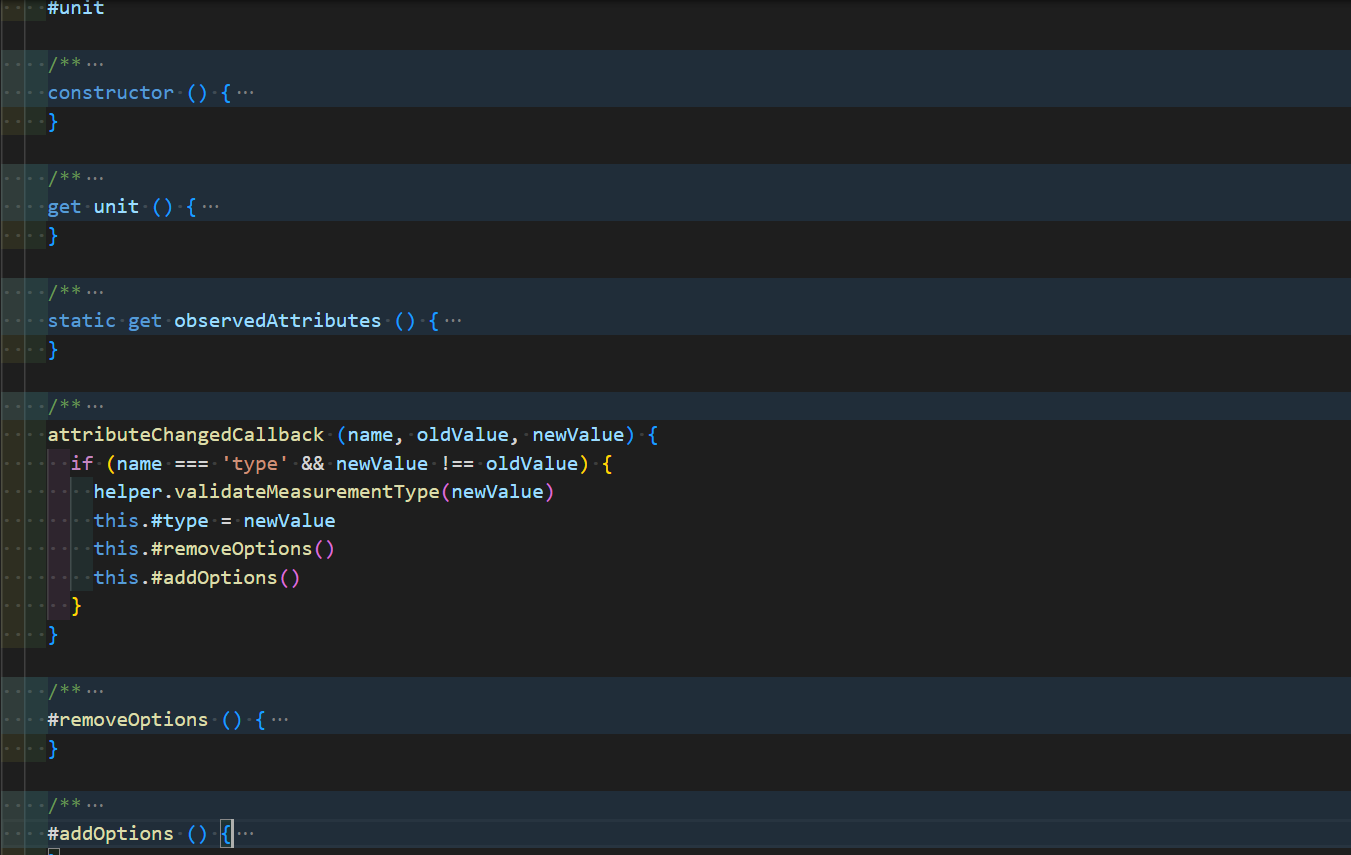 #unit
/** ···
constructor () { ···
}
/** ···
get unit () { ···
}
/** ···
static get observedAttributes () { ···
}
/** ···
attributeChangedCallback (name, oldValue, newValue) {
if (name === 'type' && newValue !== oldValue) {
helper.validateMeasurementType(newValue)
this.#type = newValue
this.#removeOptions()
this.#addOptions()
}
}
/** ···
#removeOptions () { ···
}
/** ···
#addOptions () { ···